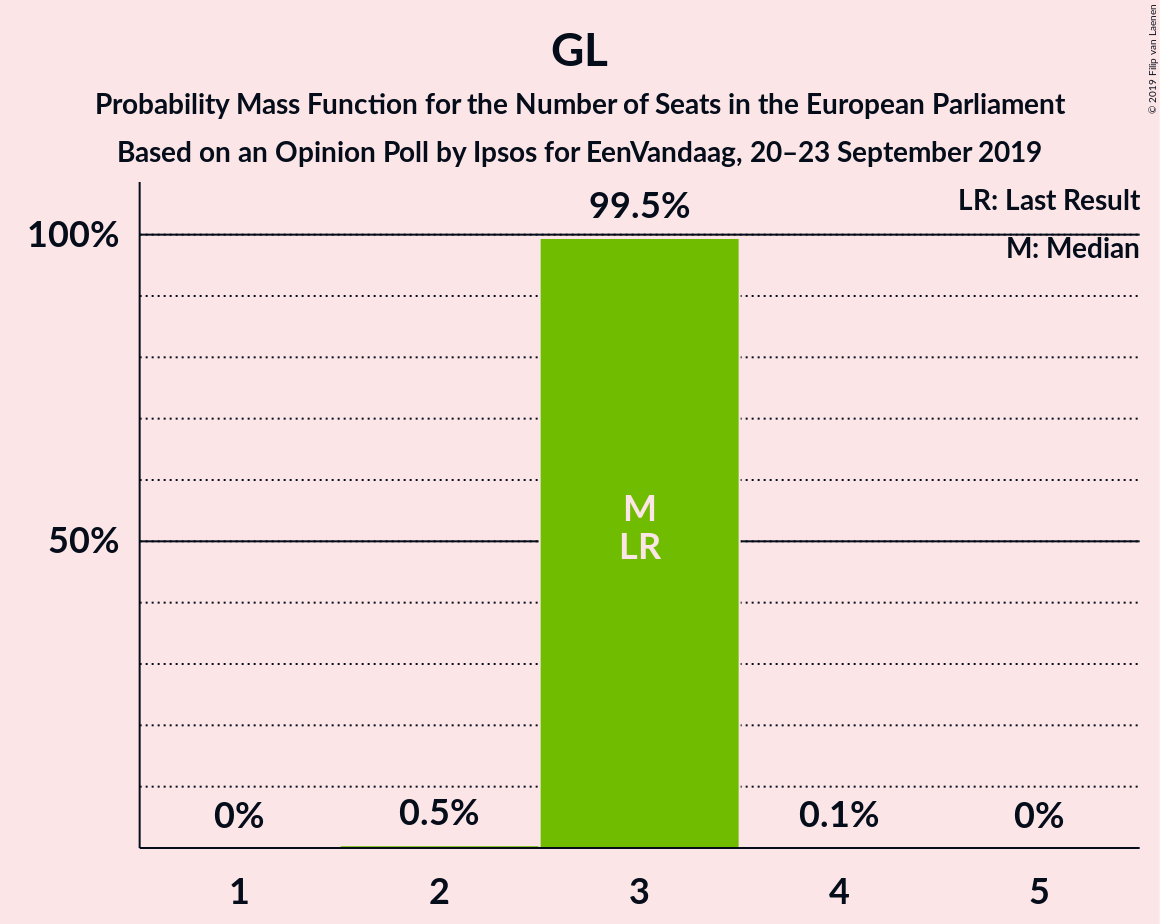 GL
Probability Mass Function for the Number of Seats in the European Parliament
Based on an Opinion Poll by Ipsos for EenVandaag, 20–23 September 2019
© 2019 Filip van Laenen
LR: Last Result
M: Median
99.5%
100%
50%
M
LR
0%
0.5%
0.1%
0%
1
2
3
4
5